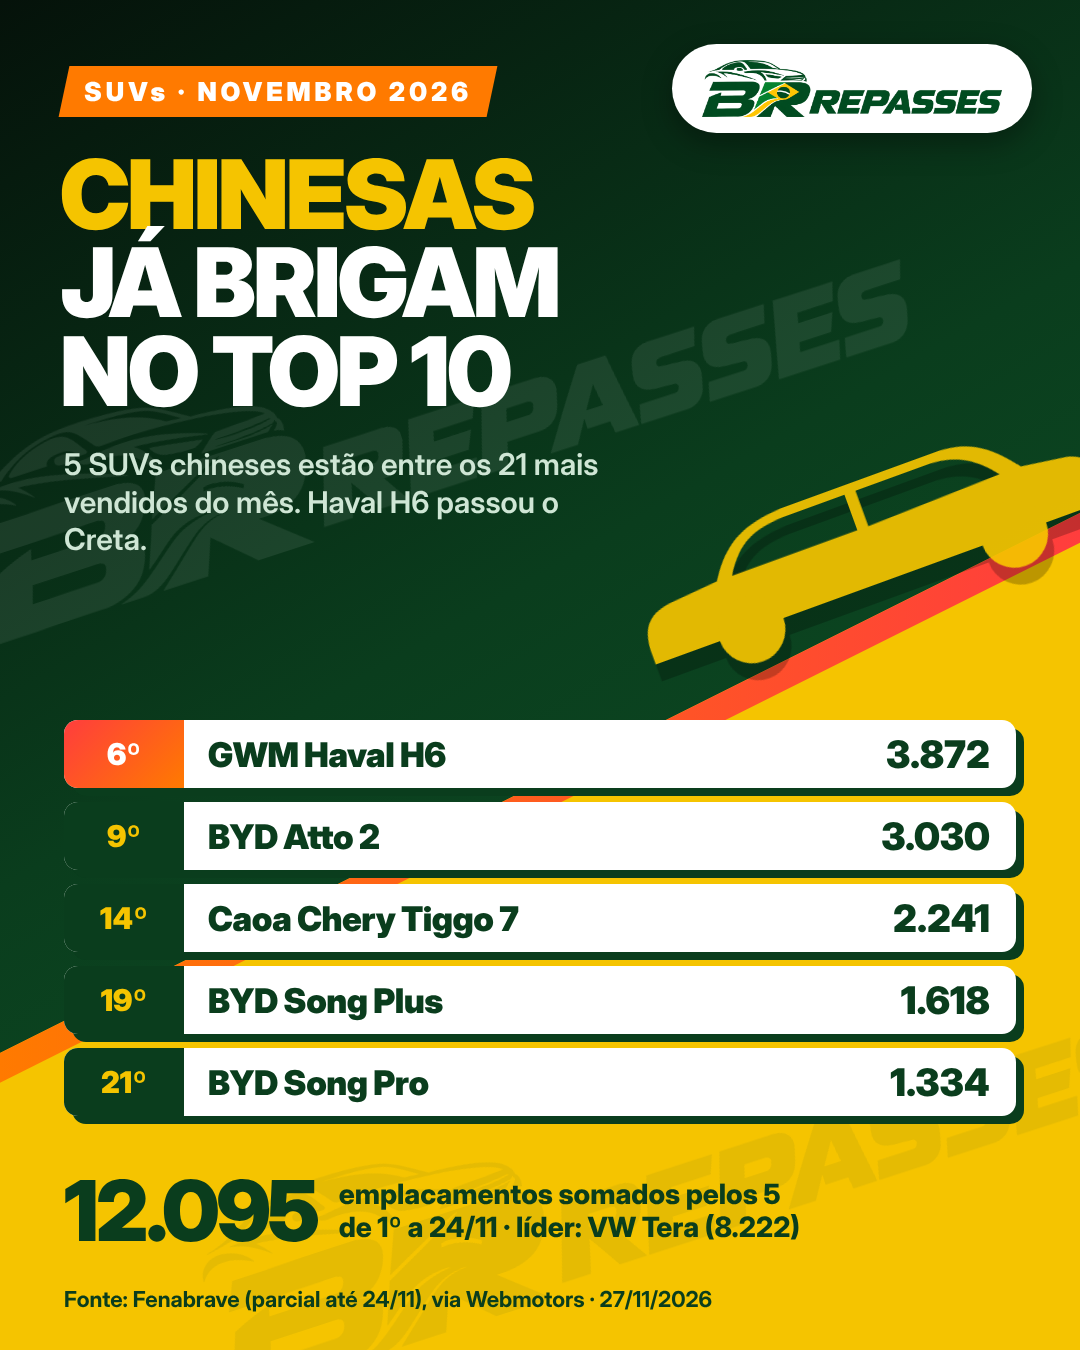 SUVs · NOVEMBRO 2026
BR REPASSES
CHINESAS
JÁ BRIGAM
NO TOP 10
BR REPASSES
5 SUVs chineses estão entre os 21 mais
vendidos do mês. Haval H6 passou o
Creta.
6º GWM Haval H6 3.872
9º BYD Atto 2 3.030
14º Caoa Chery Tiggo 7 2.241
19º BYD Song Plus 1.618
21º BYD Song Pro 1.334
BR REPASSES
12.095 emplacamentos somados pelos 5
de 1º a 24/11 · líder: VW Tera (8.222)
Fonte: Fenabrave (parcial até 24/11), via Webmotors · 27/11/2026